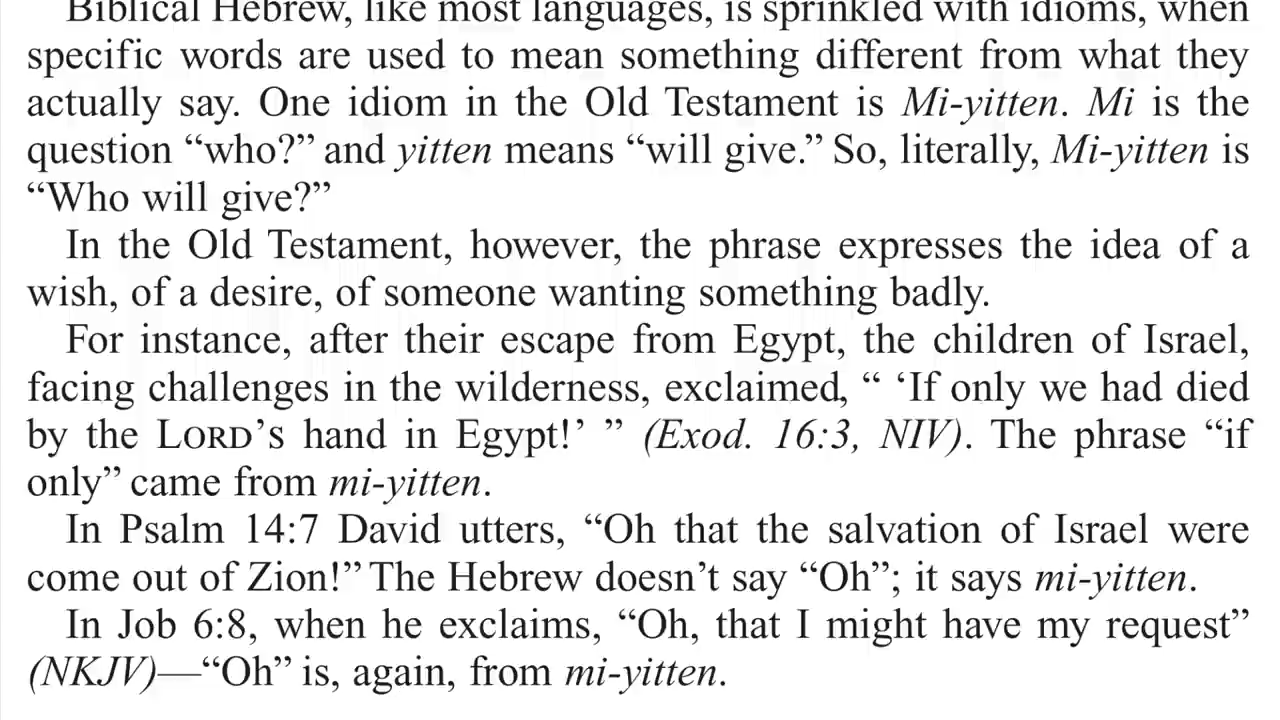 Biblical Hebrew, like most languages, is sprinkled with idioms, when
specific words are used to mean something different from what they
actually say. One idiom in the Old Testament is Mi-yitten. Mi is the
question “who?” and yitten means “will give.” So, literally, Mi-yitten is
“Who will give?”
In the Old Testament, however, the phrase expresses the idea of a
wish, of a desire, of someone wanting something badly.
For instance, after their escape from Egypt, the children of Israel,
facing challenges in the wilderness, exclaimed, “ ‘If only we had died
by the LORD’S hand in Egypt!’ ” (Exod. 16:3, NIV). The phrase “if
only” came from mi-yitten.
In Psalm 14:7 David utters, “Oh that the salvation of Israel were
come out of Zion!” The Hebrew doesn’t say “Oh”; it says mi-yitten.
In Job 6:8, when he exclaims, “Oh, that I might have my request”
(NKJV)—“Oh” is, again, from mi-yitten.